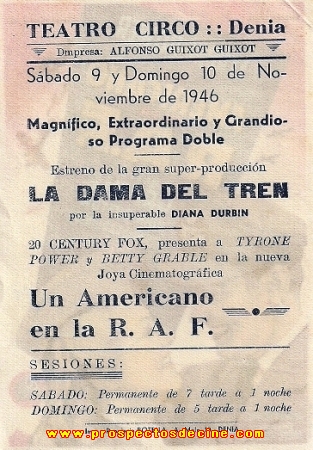 TEATRO CIRCO :: Denia
Dmpresa: ALFONSO GUIXOT GUIXOT
Sábado 9 y Domingo 10 de No-
viembre de 1946
Magnífico, Extraordinario y Grandio-
so Programa Doble
Estreno de la gran super-producción
LA DAMA DEL TREN
por la insuperable DIANA DURBIN
20 CENTURY FOX, presenta a TYRONE
POWER y BETTY GRABLE en la nueva
Joya Cinematográfica
Un Americano
en la R. A. F.
SESIONES:
SABADO: Permanente de 7 tarde a 1 noche
DOMINGO: Permanente de 5 tarde a 1 noche
DENIA
www.prospectosdecine.com